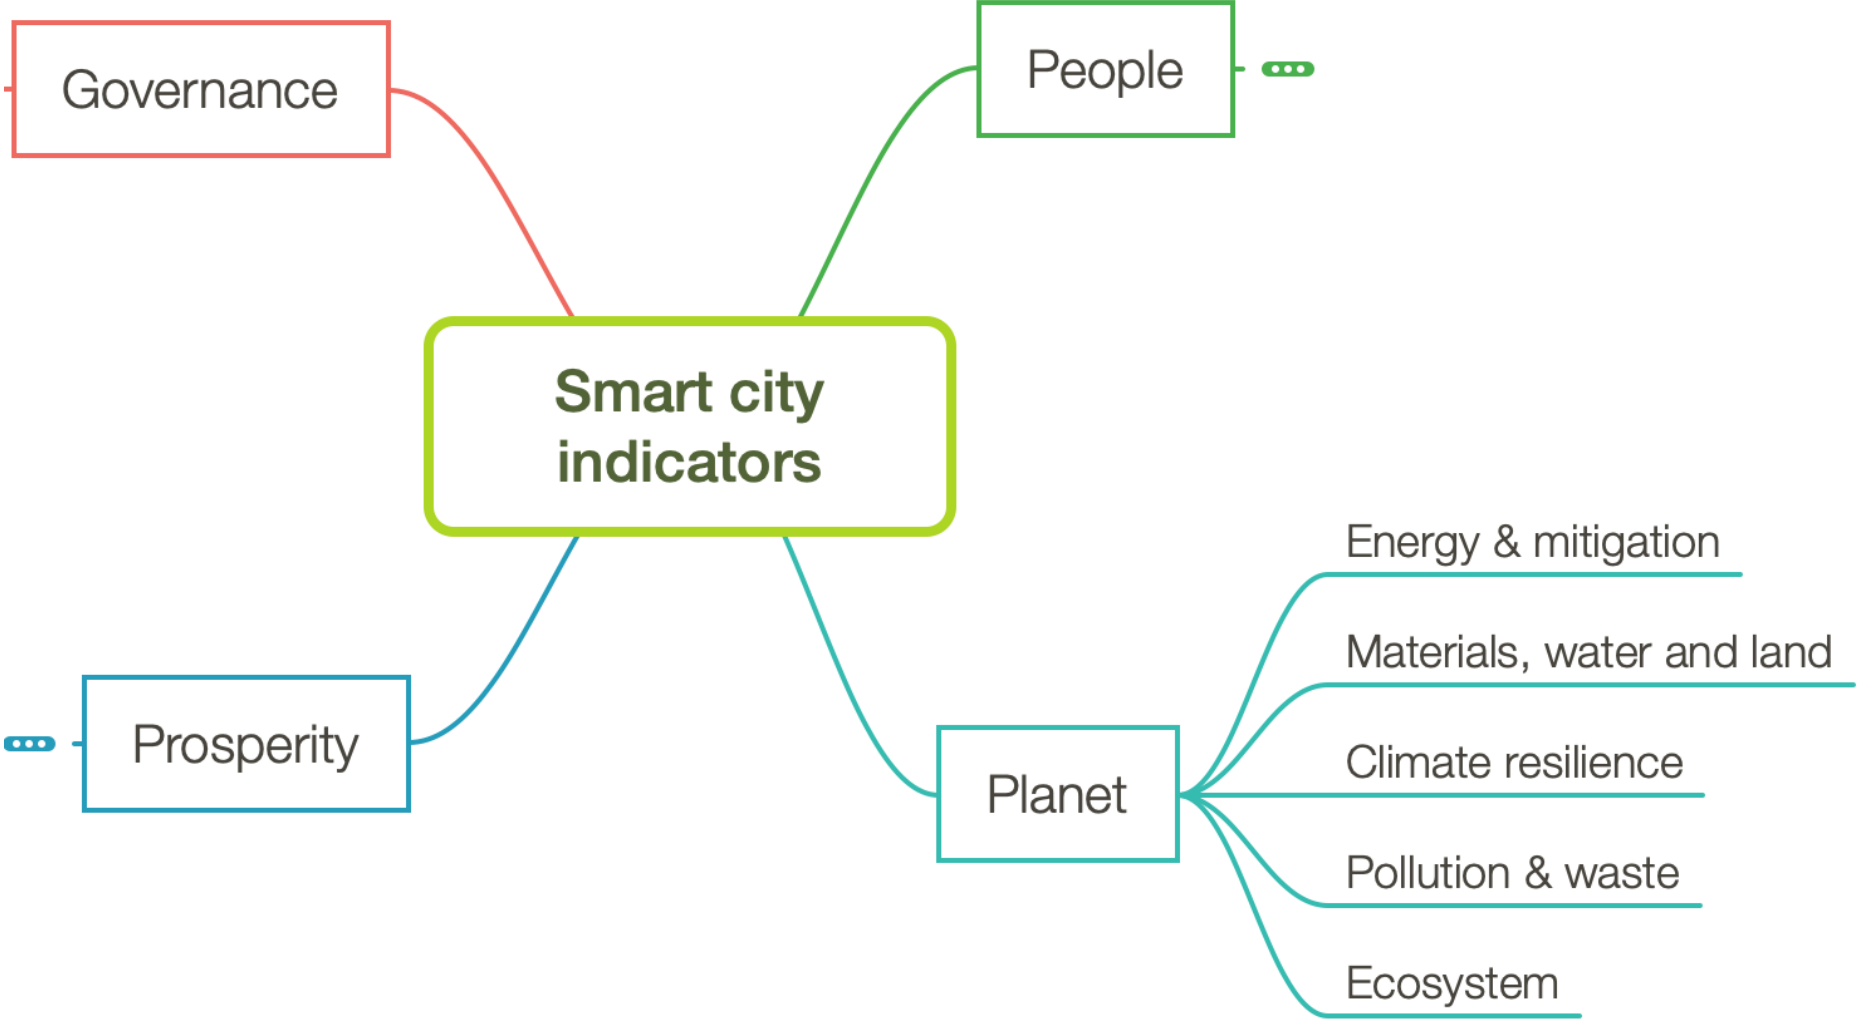 Governance
People
Smart city
indicators
Energy & mitigation
Materials, water and land
Climate resilience
Pollution & waste
Ecosystem
Prosperity
Planet